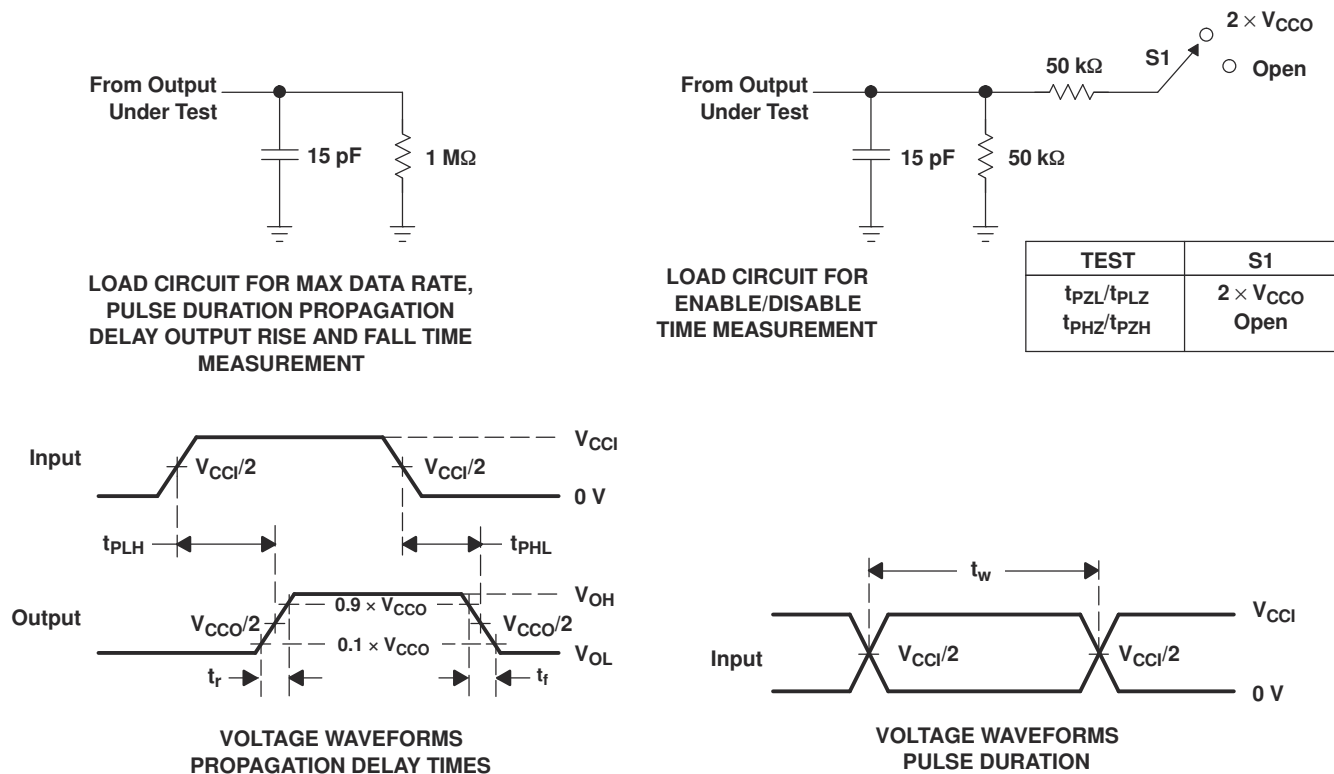 From Output
Under Test
15 pF
1 MΩ
LOAD CIRCUIT FOR MAX DATA RATE,
PULSE DURATION PROPAGATION
DELAY OUTPUT RISE AND FALL TIME
MEASUREMENT
From Output
Under Test
15 pF
50 kΩ
50 kΩ
S1
2 × VCCO
Open
LOAD CIRCUIT FOR
ENABLE/DISABLE
TIME MEASUREMENT
TEST S1
tPZL/tPLZ 2 × VCCO
tPHZ/tPZH Open
Input
VCCI/2
VCCI/2
VCCI
0 V
tPLH
tPHL
Output
VCCO/2
0.9 × VCCO
0.1 × VCCO
VCCO/2
VOH
VOL
tr
tf
VOLTAGE WAVEFORMS
PROPAGATION DELAY TIMES
tw
Input
VCCI/2
VCCI/2
VCCI
0 V
VOLTAGE WAVEFORMS
PULSE DURATION